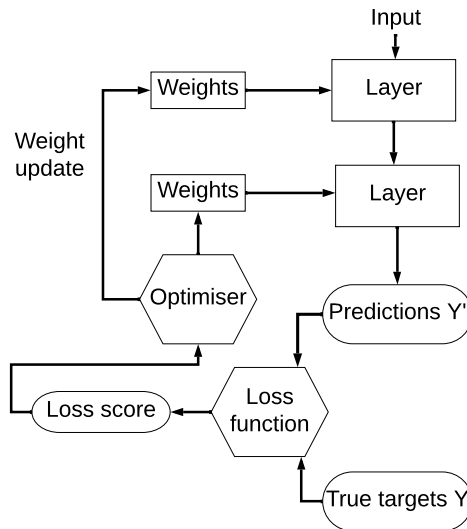 Input
Weights
Layer
Weight
update
Weights
Layer
Optimiser
Predictions Y'
Loss score
Loss
function
True targets Y